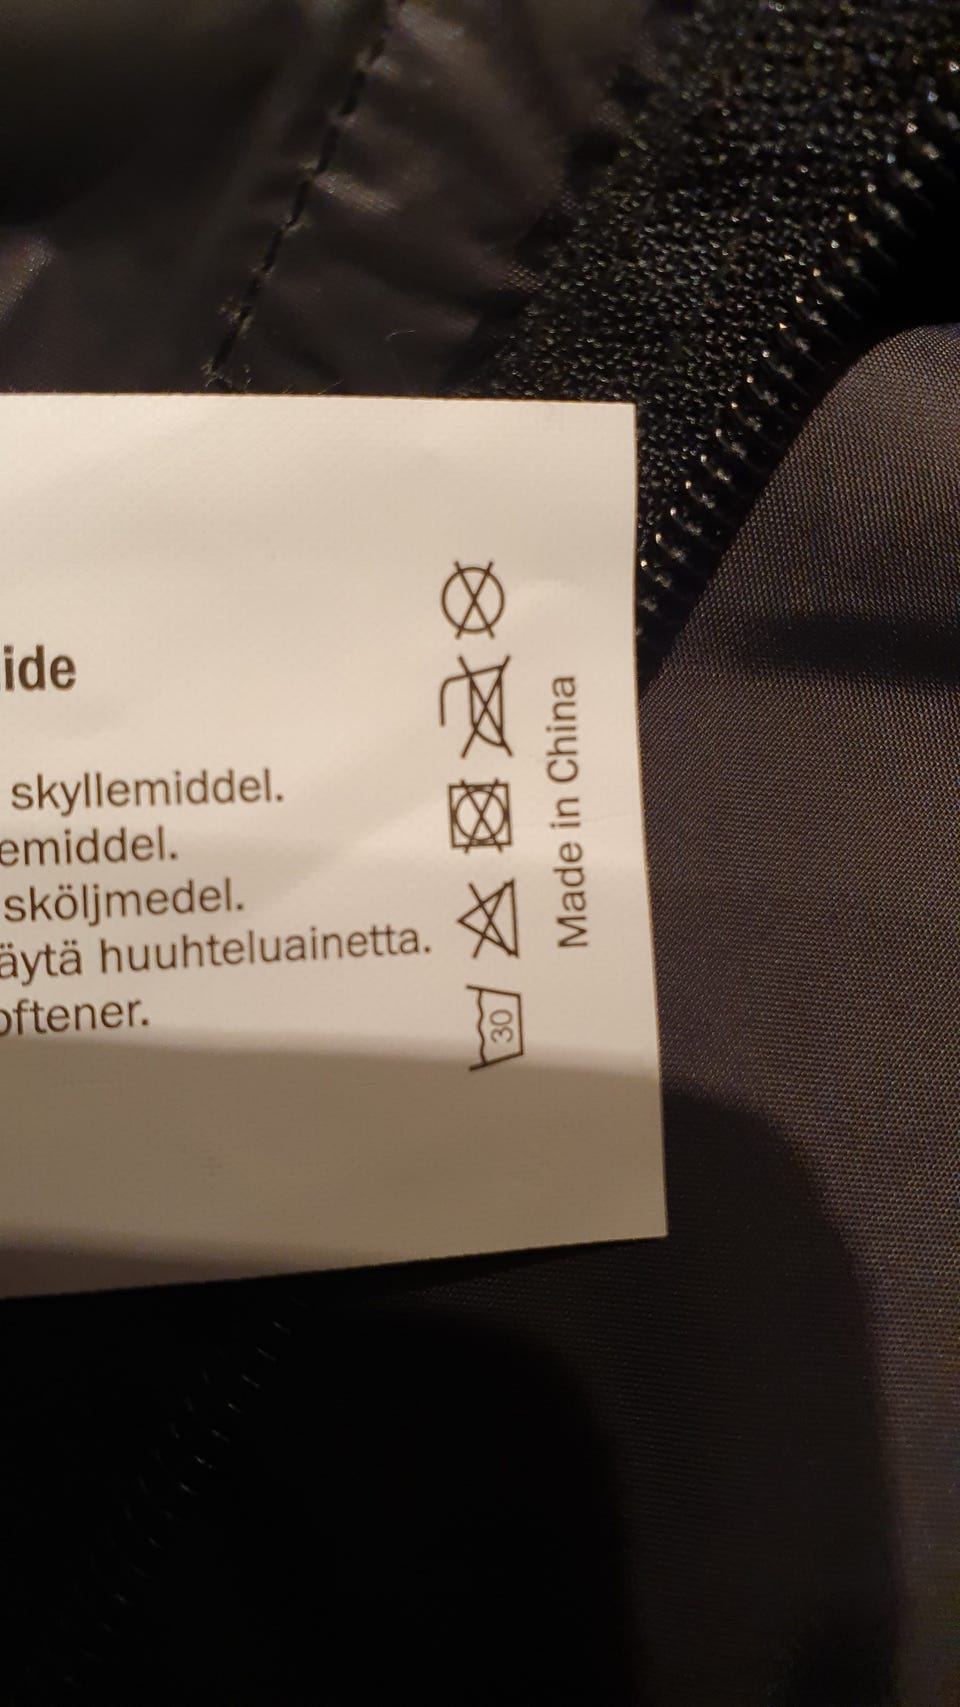 ide
skyllemiddel.
emiddel.
sköljmedel.
äytä huuhteluainetta.
oftener.
30
Made in China